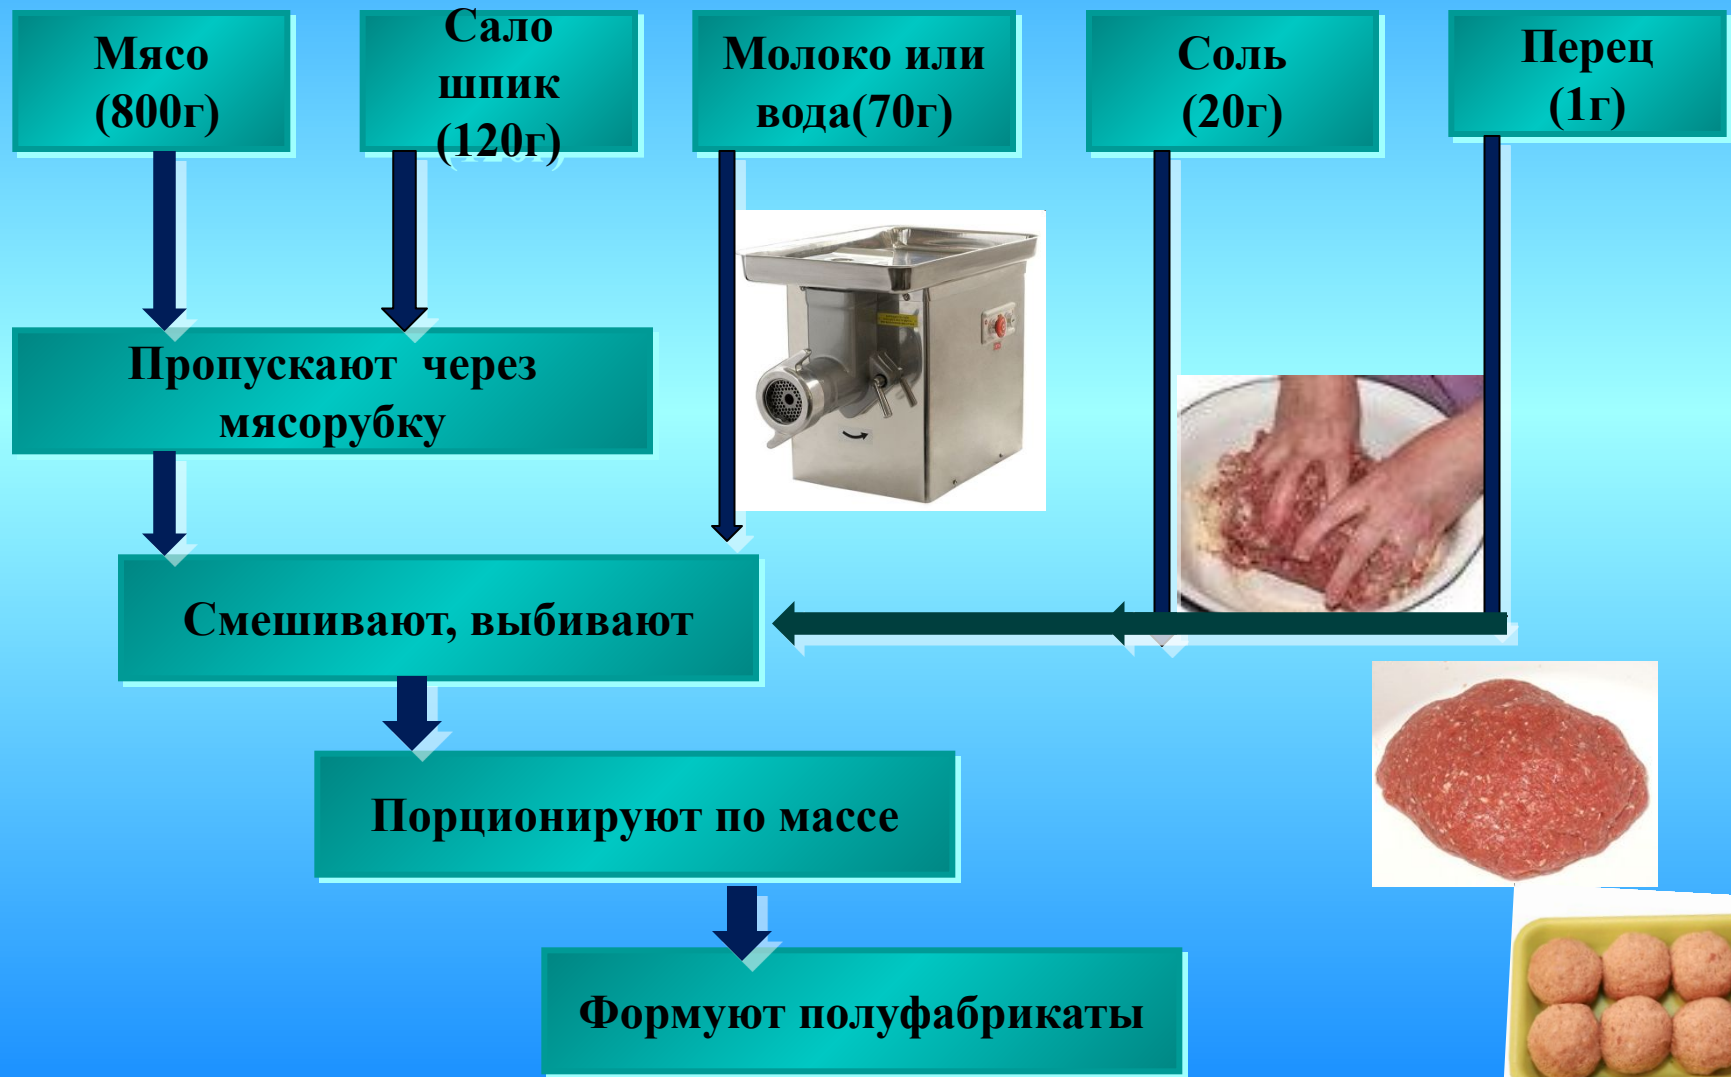 Мясо
(800г)
Сало
шпик
(120г)
Молоко или
вода(70г)
Соль
(20г)
Перец
(1г)
Пропускают через
мясорубку
Смешивают, выбивают
Порционируют по массе
Формуют полуфабрикаты